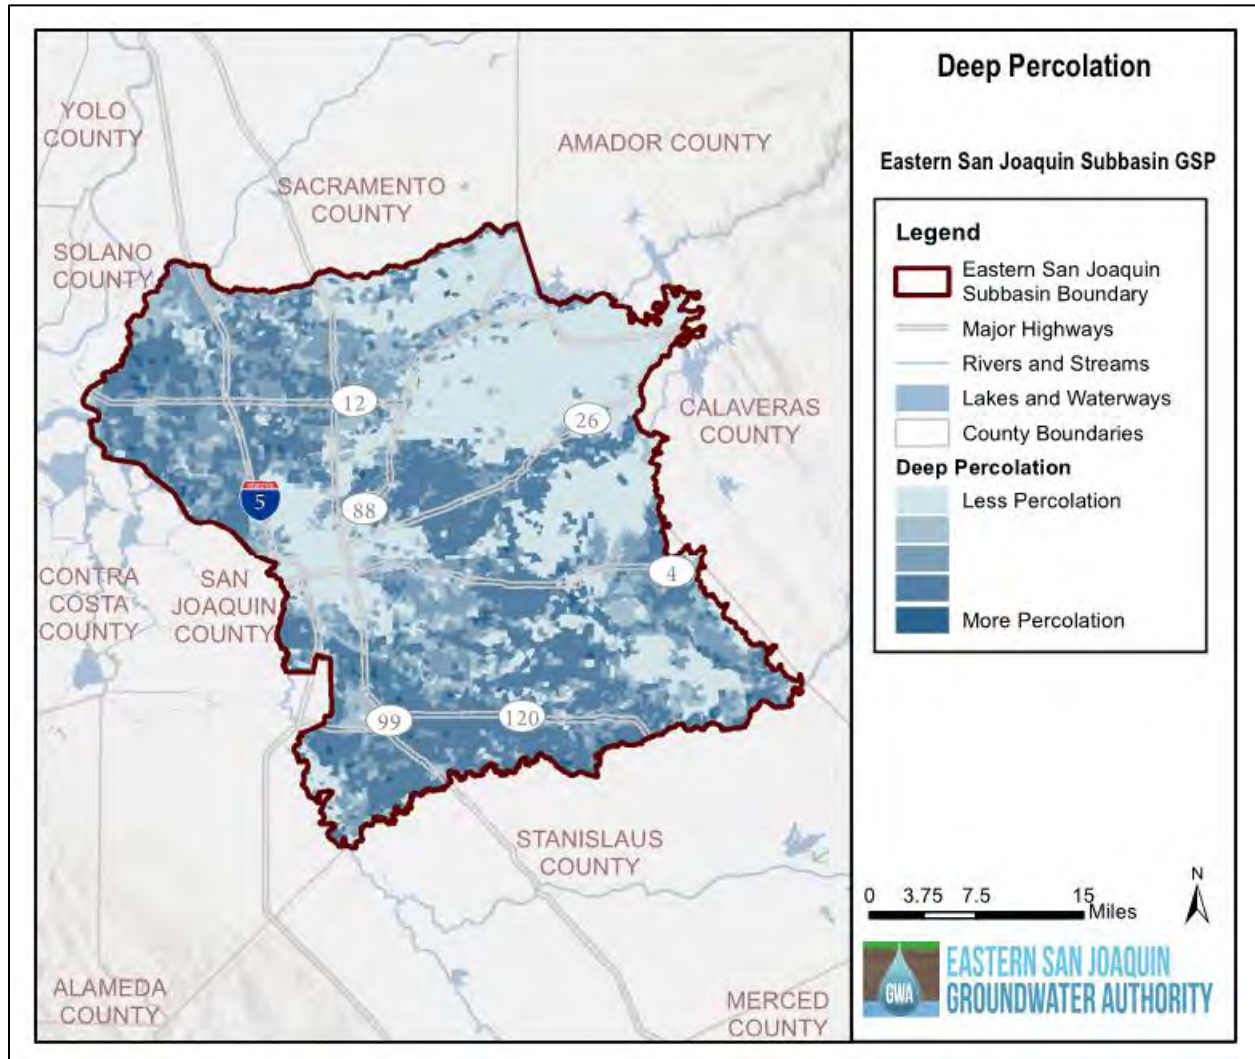 YOLO
COUNTY
AMADOR COUNTY
SACRAMENTO
COUNTY
SOLANO
COUNTY
12
26
CALAVERAS
COUNTY
5
88
4
CONTRA
COSTA
COUNTY
SAN
JOAQUIN
COUNTY
99
120
STANISLAUS
COUNTY
ALAMEDA
COUNTY
MERCED
COUNTY
Deep Percolation
Eastern San Joaquin Subbasin GSP
Legend
Eastern San Joaquin
Subbasin Boundary
Major Highways
Rivers and Streams
Lakes and Waterways
County Boundaries
Deep Percolation
Less Percolation
More Percolation
N
0 3.75 7.5 15
Miles
GWA
EASTERN SAN JOAQUIN
GROUNDWATER AUTHORITY